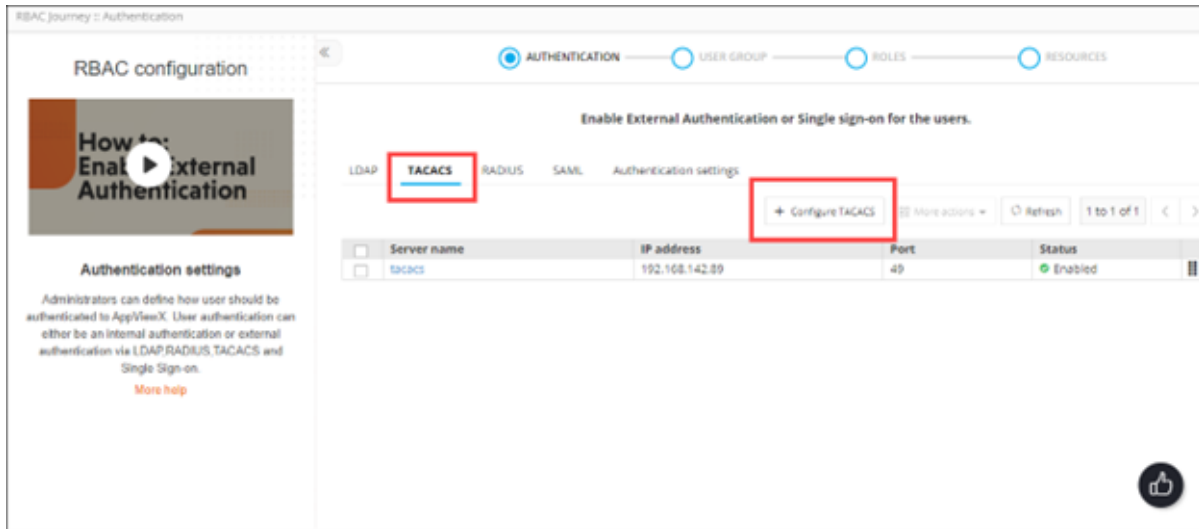 RBAC Journey :: Authentication
RBAC configuration
How to:
Enable External
Authentication
Authentication settings
Administrators can define how user should be
authenticated to AppViewX. User authentication can
either be an internal authentication or external
authentication via LDAP,RADIUS,TACACS and
Single Sign-on.
More help
AUTHENTICATION USER GROUP ROLES RESOURCES
Enable External Authentication or Single sign-on for the users.
LDAP TACACS RADIUS SAML Authentication settings
+ Configure TACACS More actions Refresh 1 to 1 of 1
Server name IP address Port Status
tacacs 192.168.142.89 49 Enabled